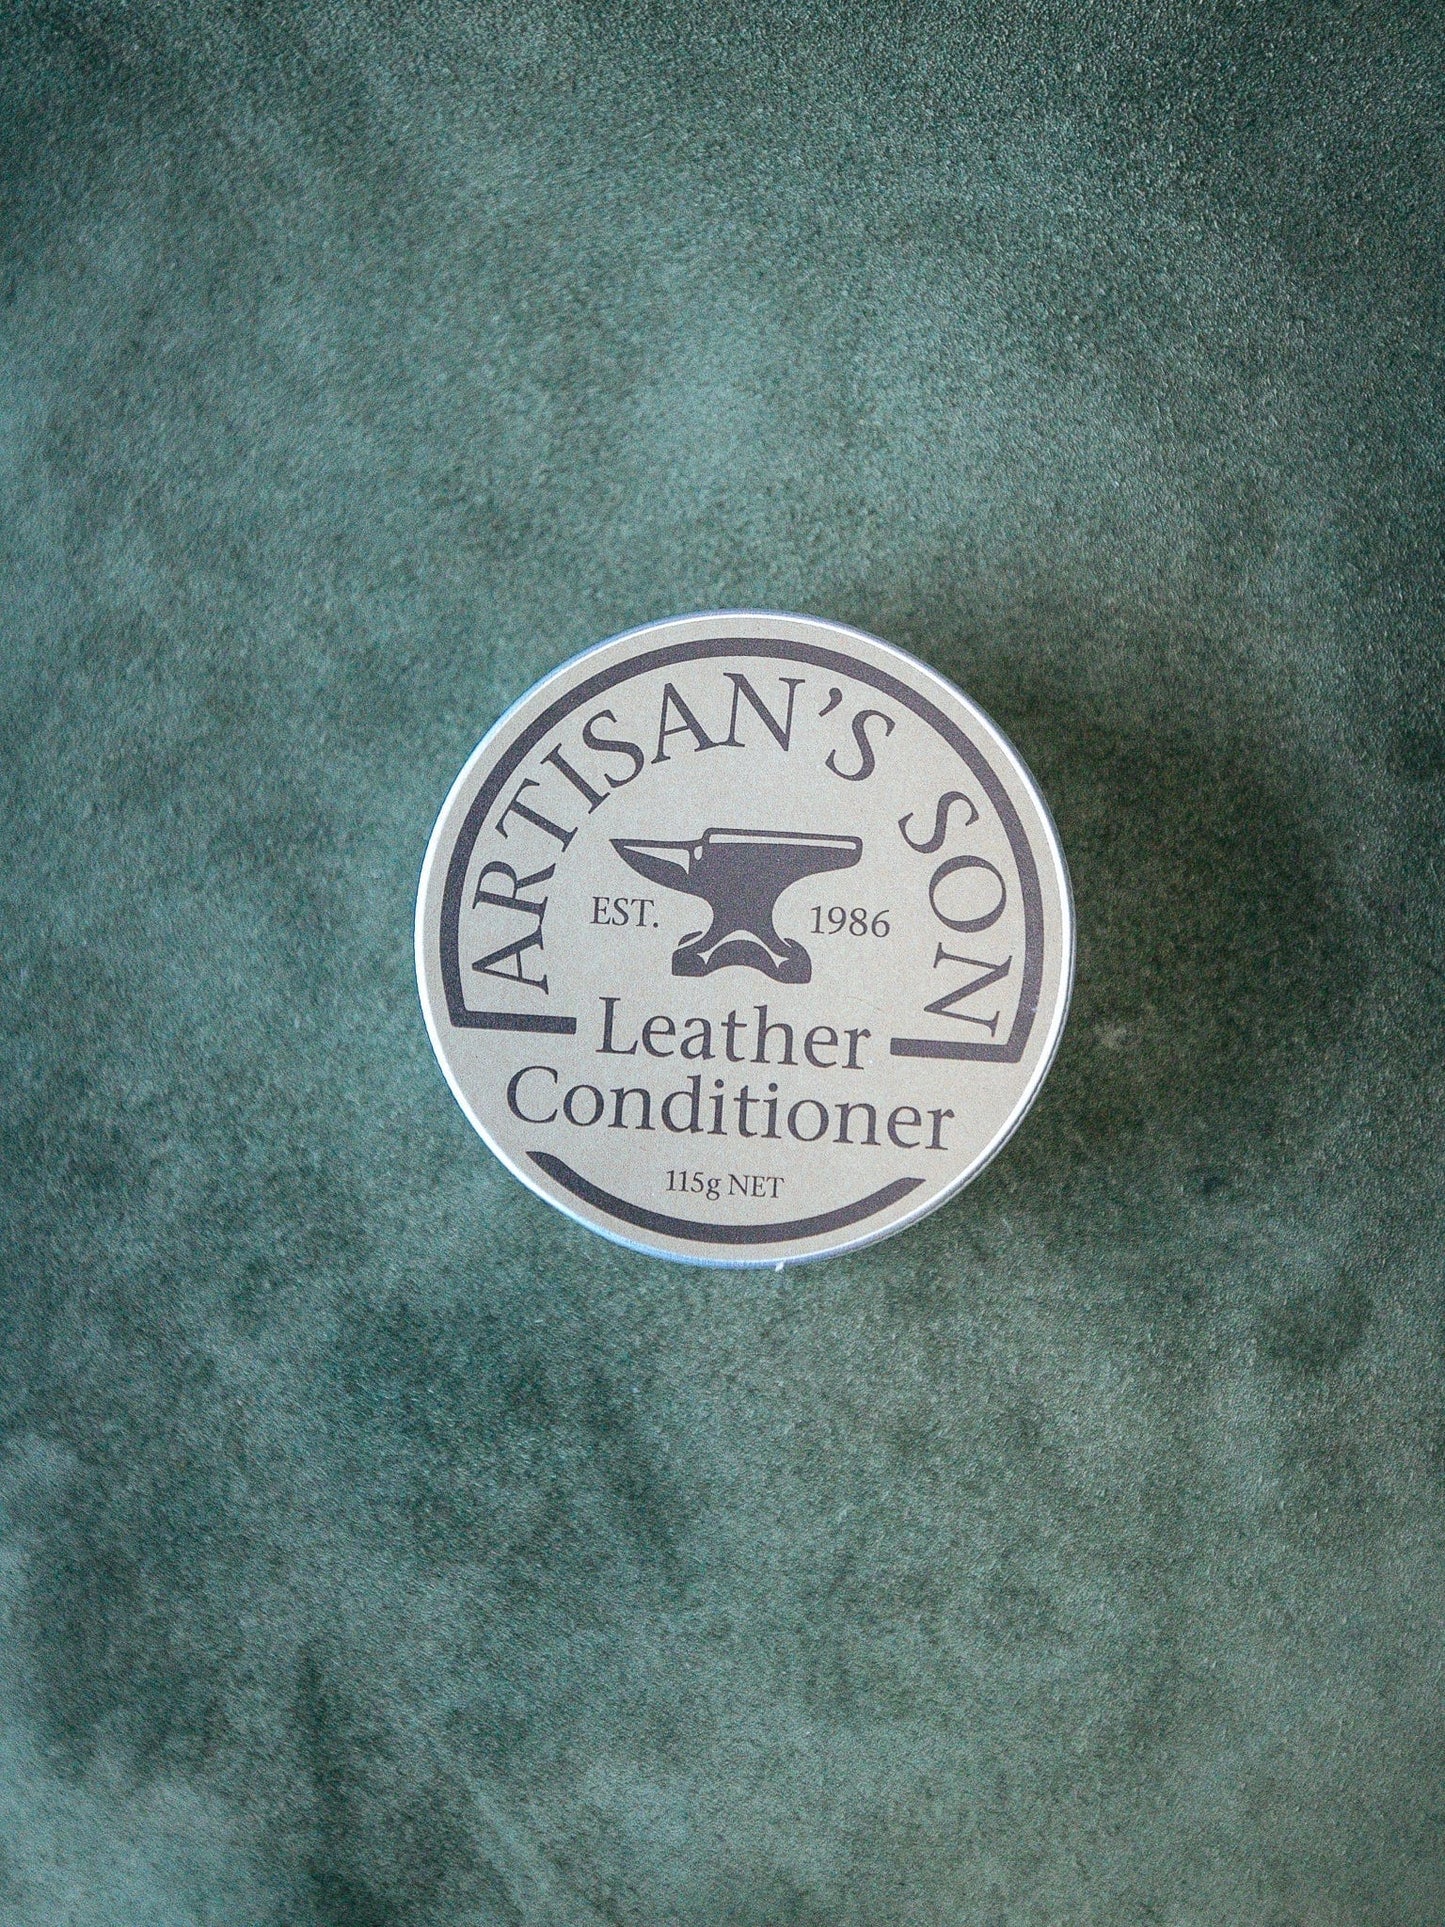 ARTISAN'S SON
EST. 1986
Leather
Conditioner
115g NET